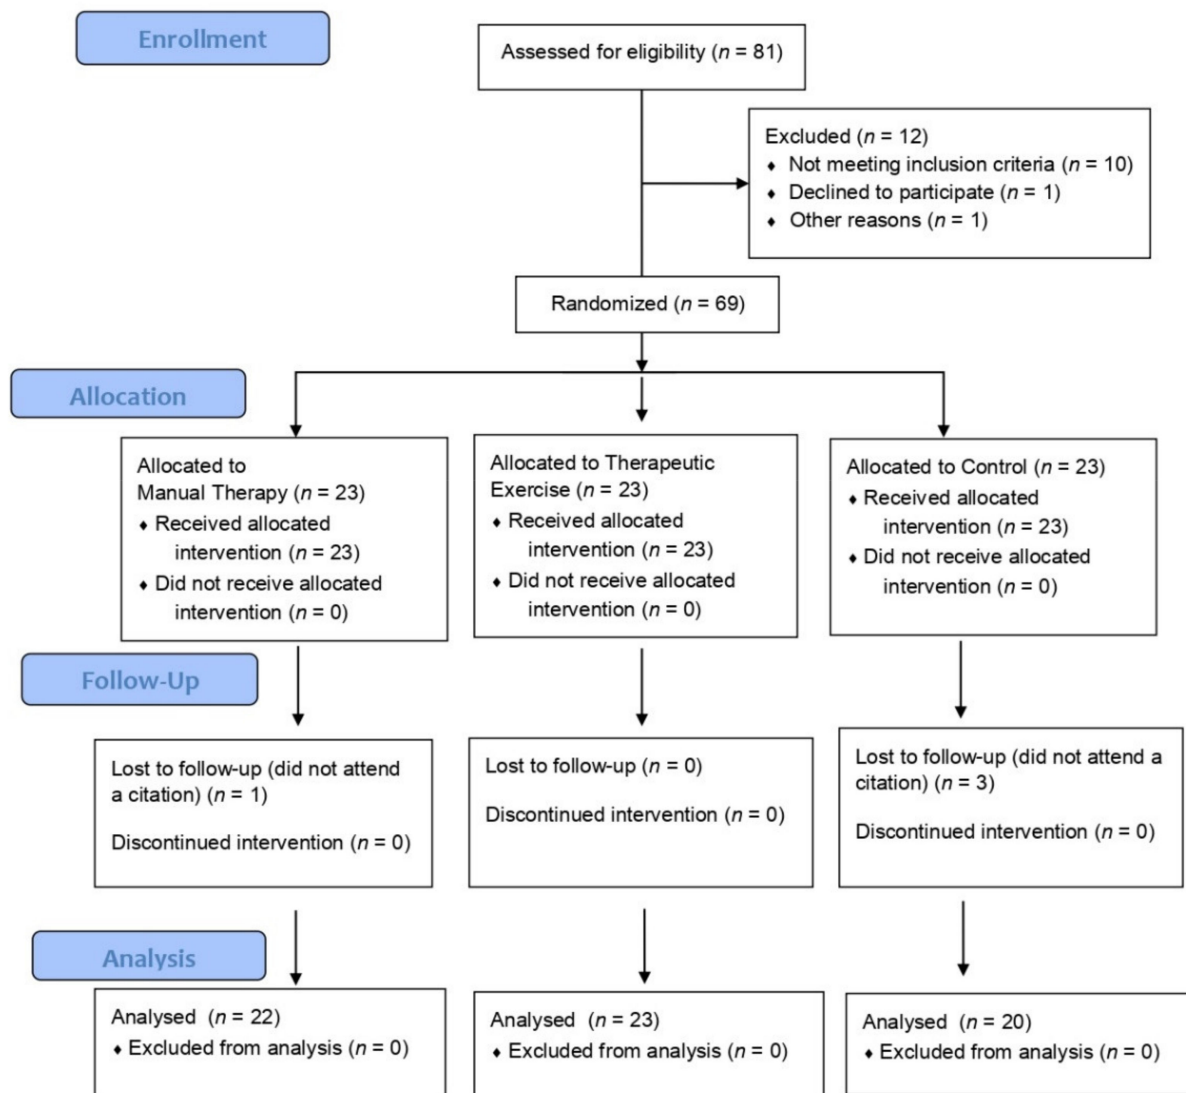 Enrollment
Assessed for eligibility (n = 81)
Excluded (n = 12)
♦ Not meeting inclusion criteria (n = 10)
♦ Declined to participate (n = 1)
♦ Other reasons (n = 1)
Randomized (n = 69)
Allocation
Allocated to
Manual Therapy (n = 23)
♦ Received allocated
intervention (n = 23)
♦ Did not receive allocated
intervention (n = 0)
Allocated to Therapeutic
Exercise (n = 23)
♦ Received allocated
intervention (n = 23)
♦ Did not receive allocated
intervention (n = 0)
Allocated to Control (n = 23)
♦ Received allocated
intervention (n = 23)
♦ Did not receive allocated
intervention (n = 0)
Follow-Up
Lost to follow-up (did not attend
a citation) (n = 1)
Discontinued intervention (n = 0)
Lost to follow-up (n = 0)
Discontinued intervention (n = 0)
Lost to follow-up (did not attend a
citation) (n = 3)
Discontinued intervention (n = 0)
Analysis
Analysed (n = 22)
♦ Excluded from analysis (n = 0)
Analysed (n = 23)
♦ Excluded from analysis (n = 0)
Analysed (n = 20)
♦ Excluded from analysis (n = 0)